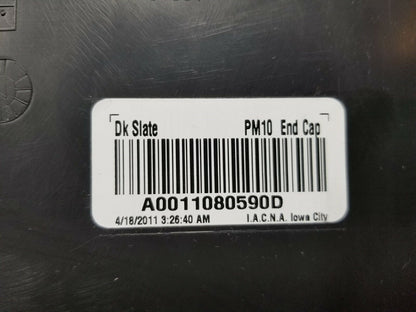 Dk Slate PM10 End Cap
A0011080590D
4/18/2011 3:26:40 AM I.A.C.N.A. Iowa City